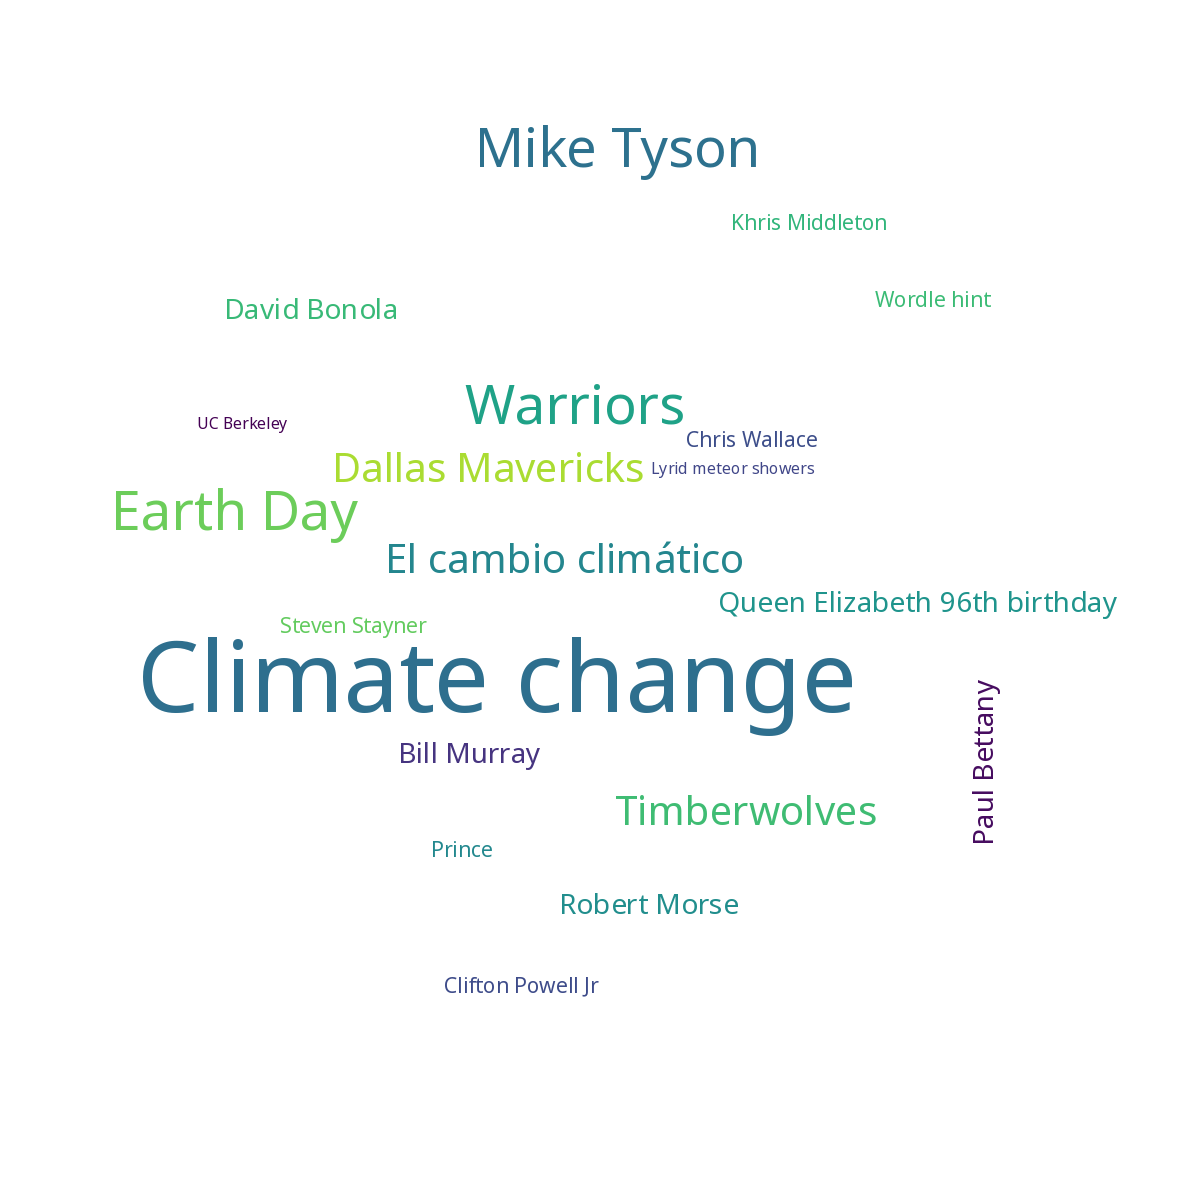 Mike Tyson
Khris Middleton
Wordle hint
David Bonola
Warriors
UC Berkeley
Chris Wallace
Dallas Mavericks
Lyrid meteor showers
Earth Day
El cambio climático
Queen Elizabeth 96th birthday
Steven Stayner
Climate change
Paul Bettany
Bill Murray
Timberwolves
Prince
Robert Morse
Clifton Powell Jr